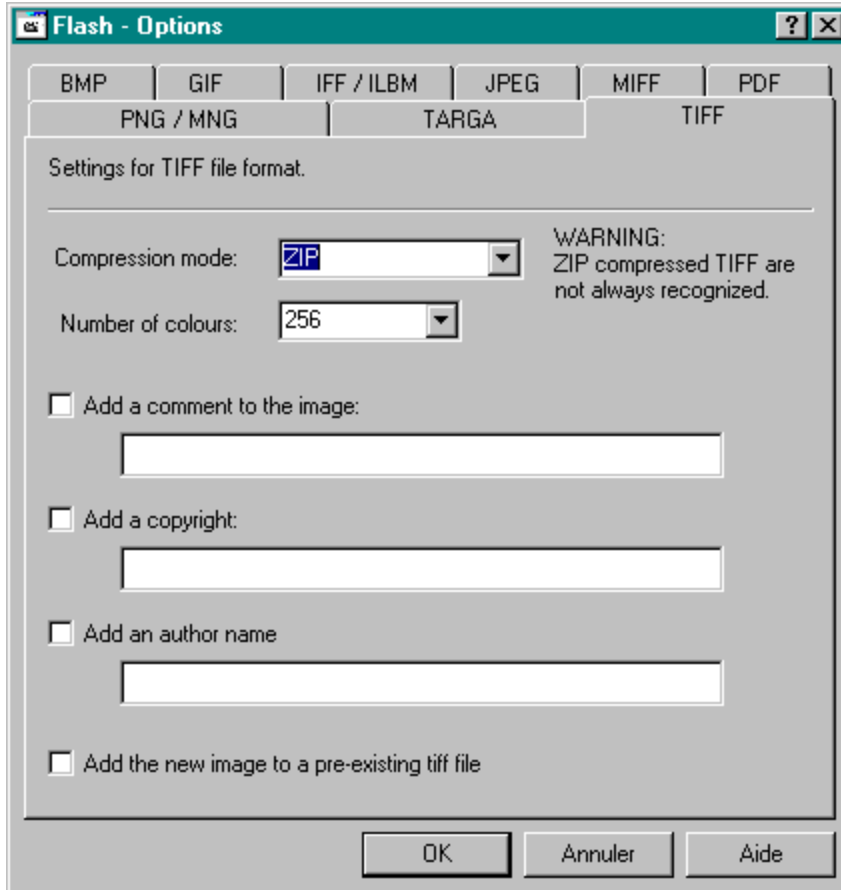 Flash - Options
BMP GIF IFF / ILBM JPEG MIFF PDF
PNG / MNG TARGA TIFF
Settings for TIFF file format.
Compression mode: ZIP
WARNING:
ZIP compressed TIFF are
not always recognized.
Number of colours: 256
Add a comment to the image:
Add a copyright:
Add an author name
Add the new image to a pre-existing tiff file
OK Annuler Aide